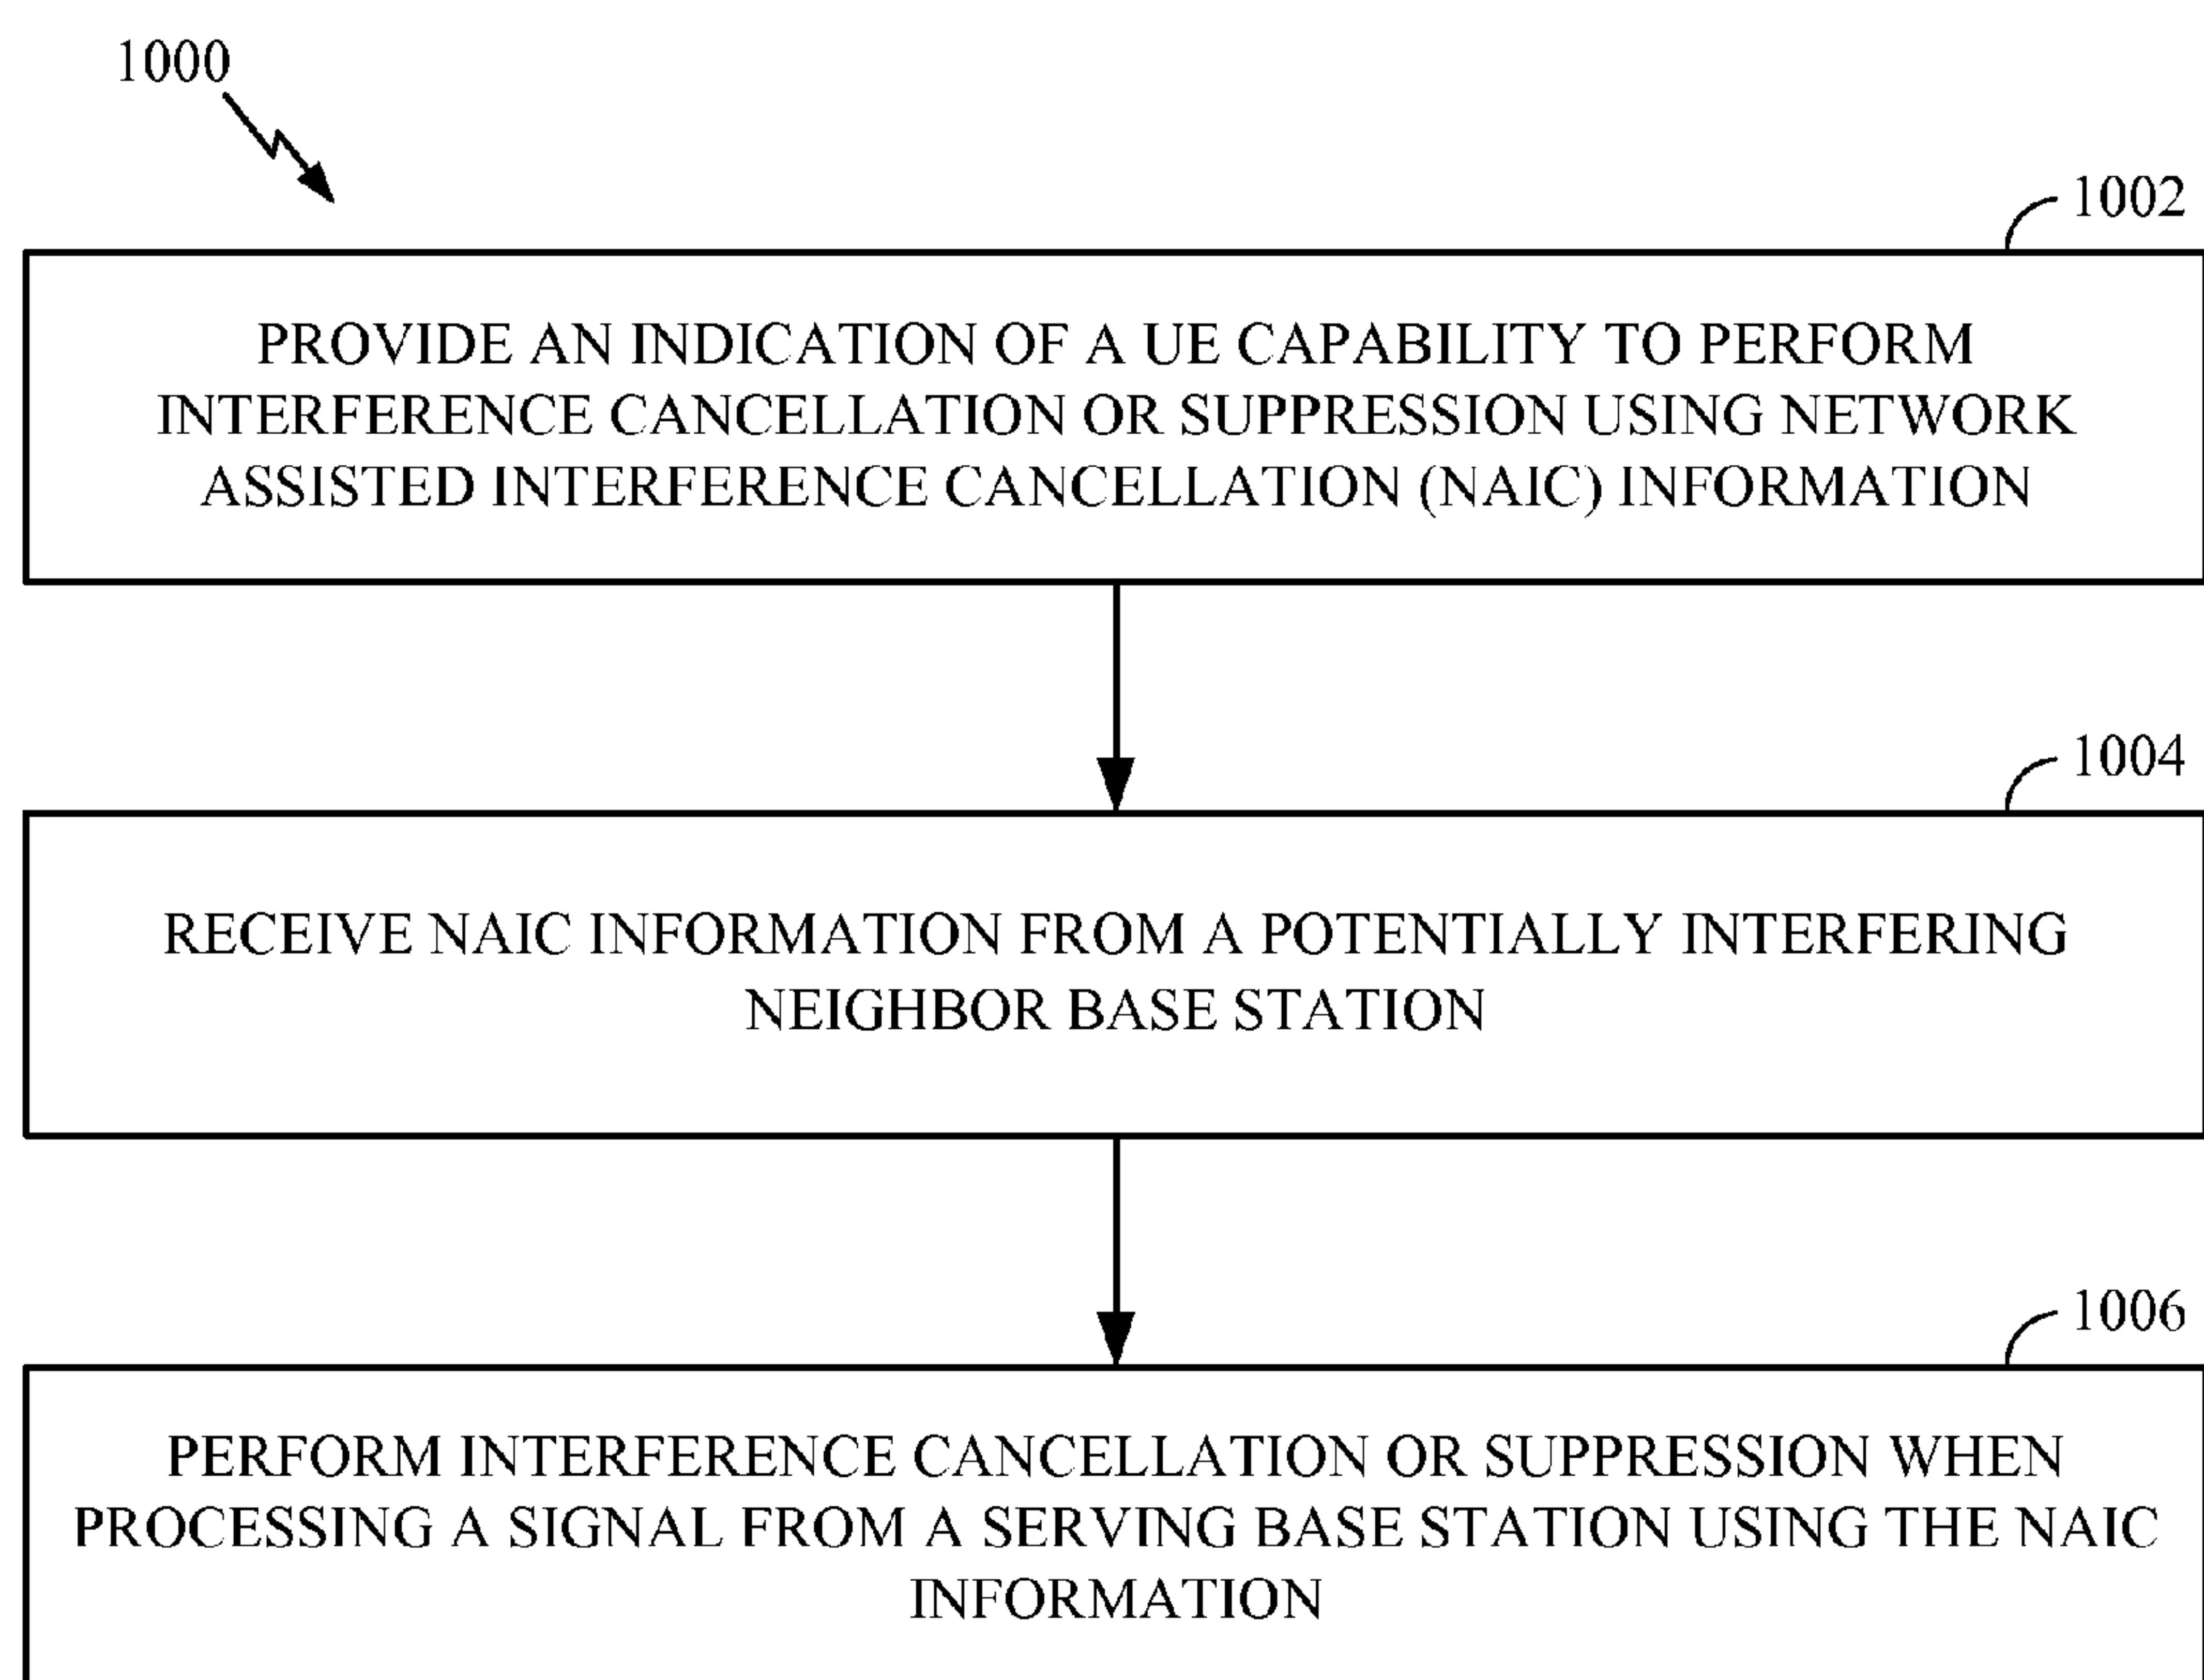 1000
1002
PROVIDE AN INDICATION OF A UE CAPABILITY TO PERFORM
INTERFERENCE CANCELLATION OR SUPPRESSION USING NETWORK
ASSISTED INTERFERENCE CANCELLATION (NAIC) INFORMATION
1004
RECEIVE NAIC INFORMATION FROM A POTENTIALLY INTERFERING
NEIGHBOR BASE STATION
1006
PERFORM INTERFERENCE CANCELLATION OR SUPPRESSION WHEN
PROCESSING A SIGNAL FROM A SERVING BASE STATION USING THE NAIC
INFORMATION